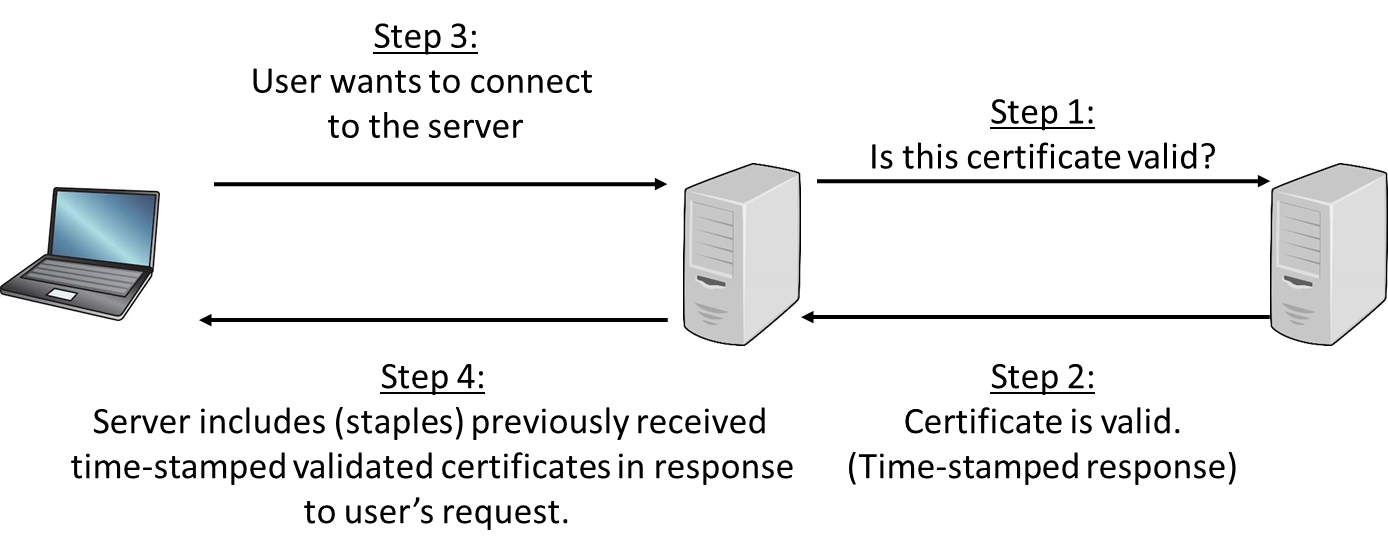 Step 3:
User wants to connect
to the server
Step 1:
Is this certificate valid?
Step 4:
Server includes (staples) previously received
time-stamped validated certificates in response
to user’s request.
Step 2:
Certificate is valid.
(Time-stamped response)